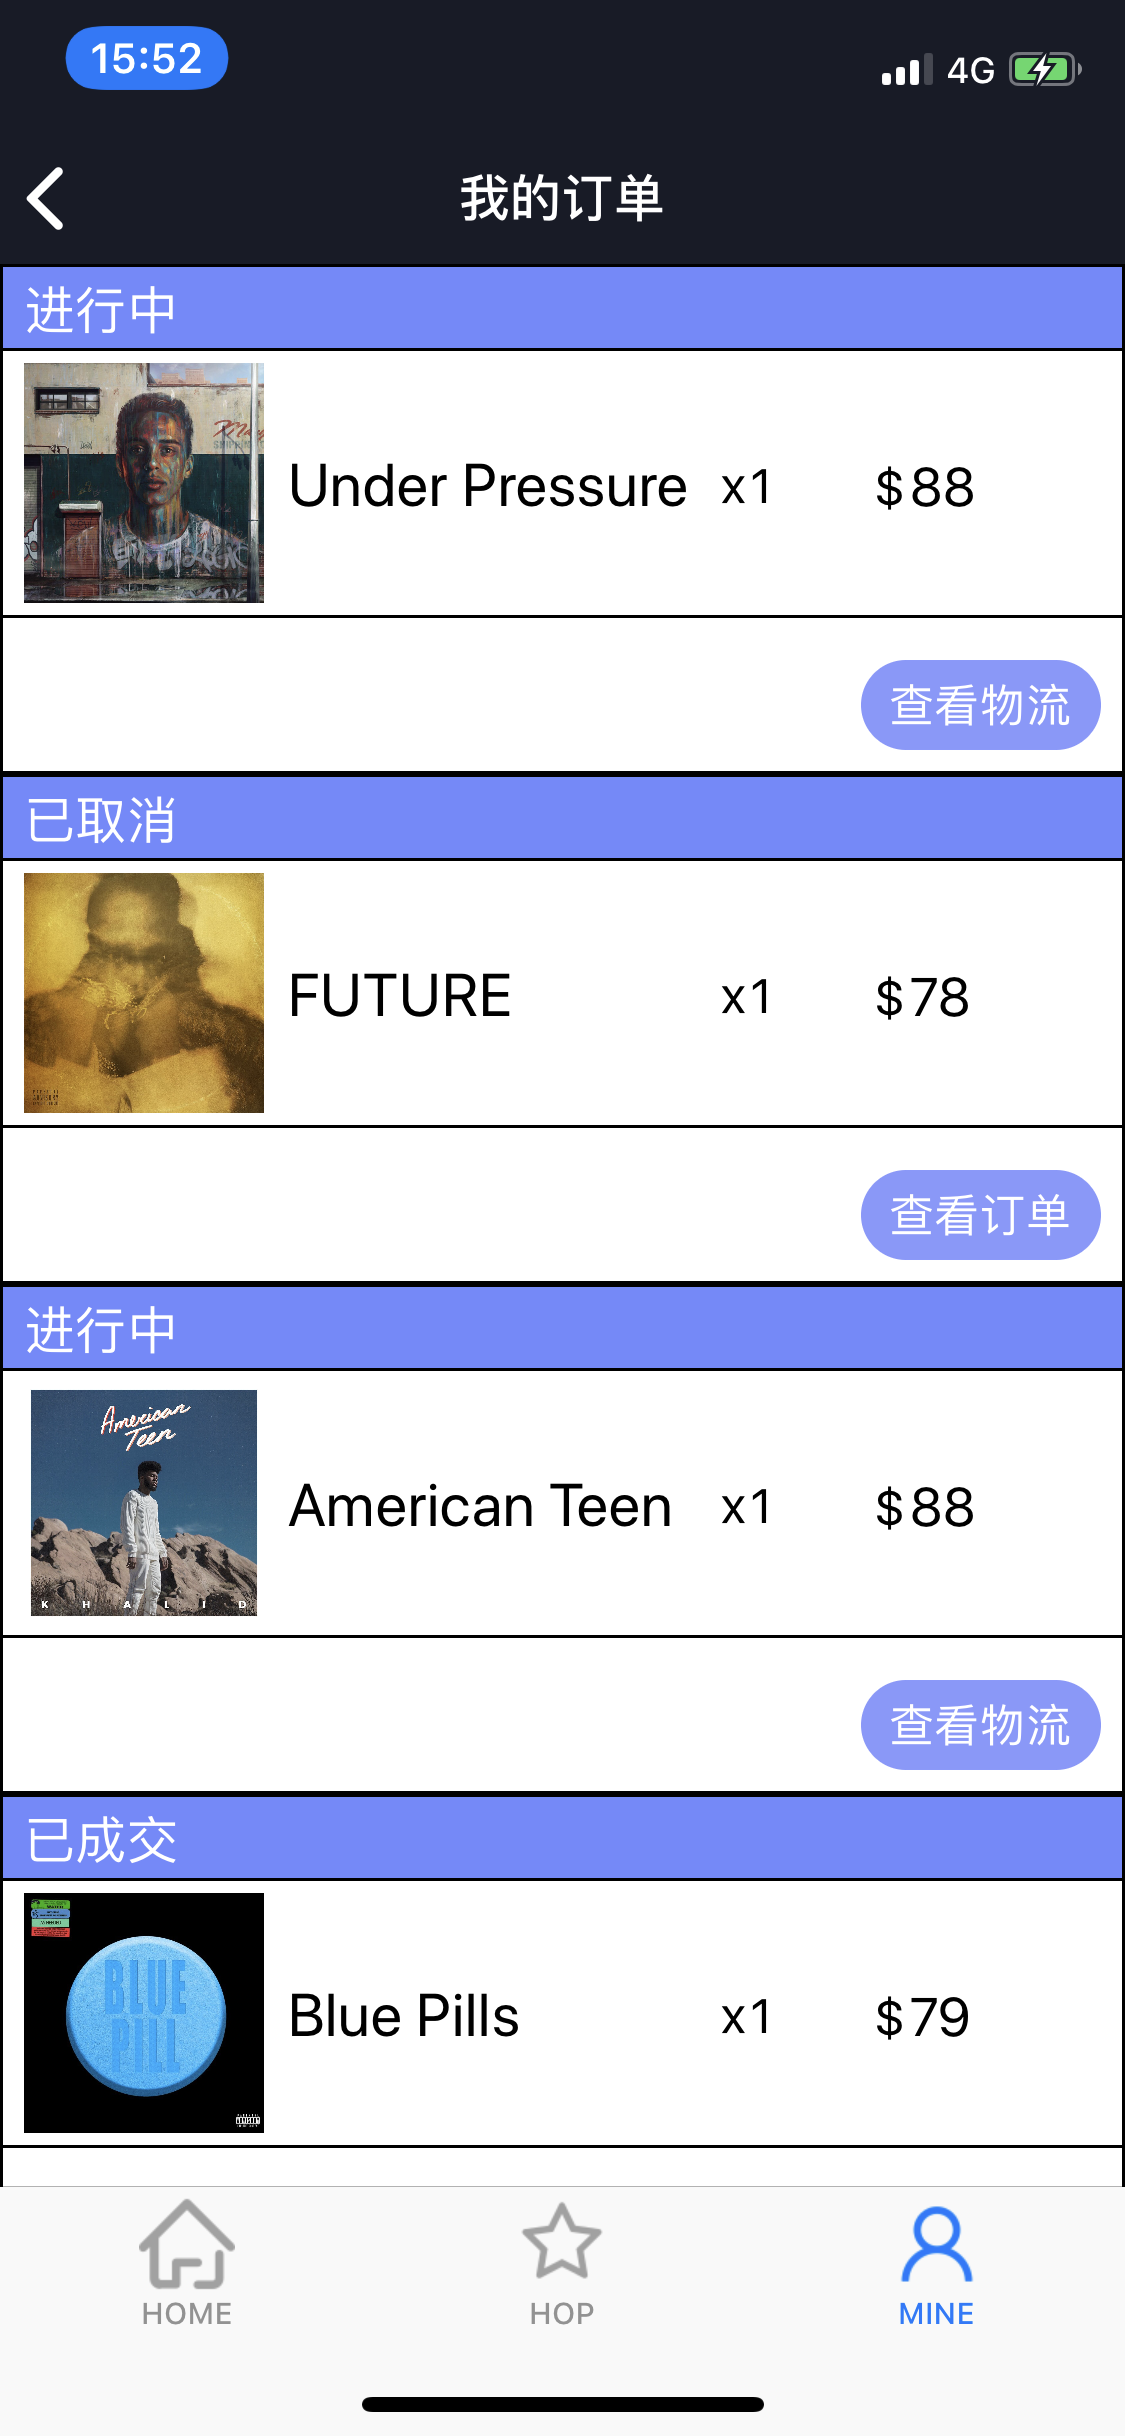 15:52
4G
我的订单
进行中
Under Pressure x1 $88
查看物流
已取消
FUTURE x1 $78
查看订单
进行中
American
Teen
KHALID
American Teen x1 $88
查看物流
已成交
BLUE
PILL
Blue Pills x1 $79
HOME
HOP
MINE